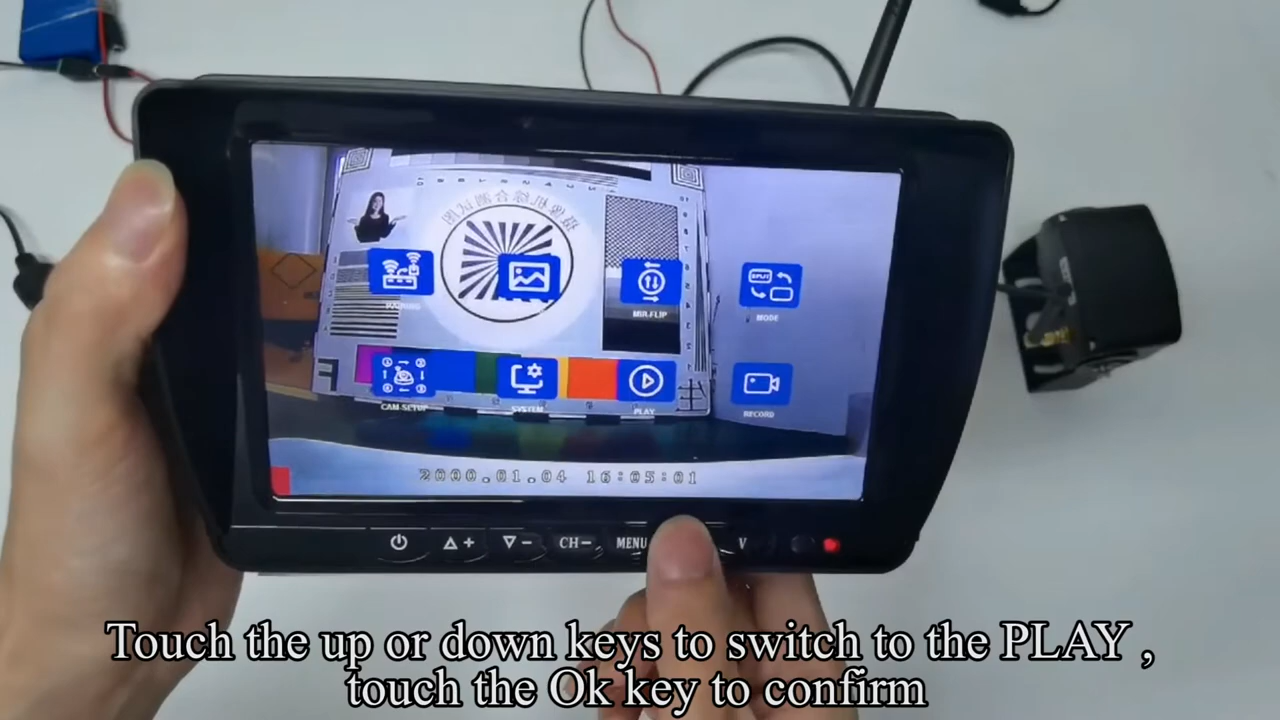 SPLIT
MIR.FLIP
MODE
CAM-SETUP
SYSTEM
PLAY
RECORD
2000.01.04 16:05:01
+
−
CH−
MENU
V
Touch the up or down keys to switch to the PLAY ,
touch the Ok key to confirm